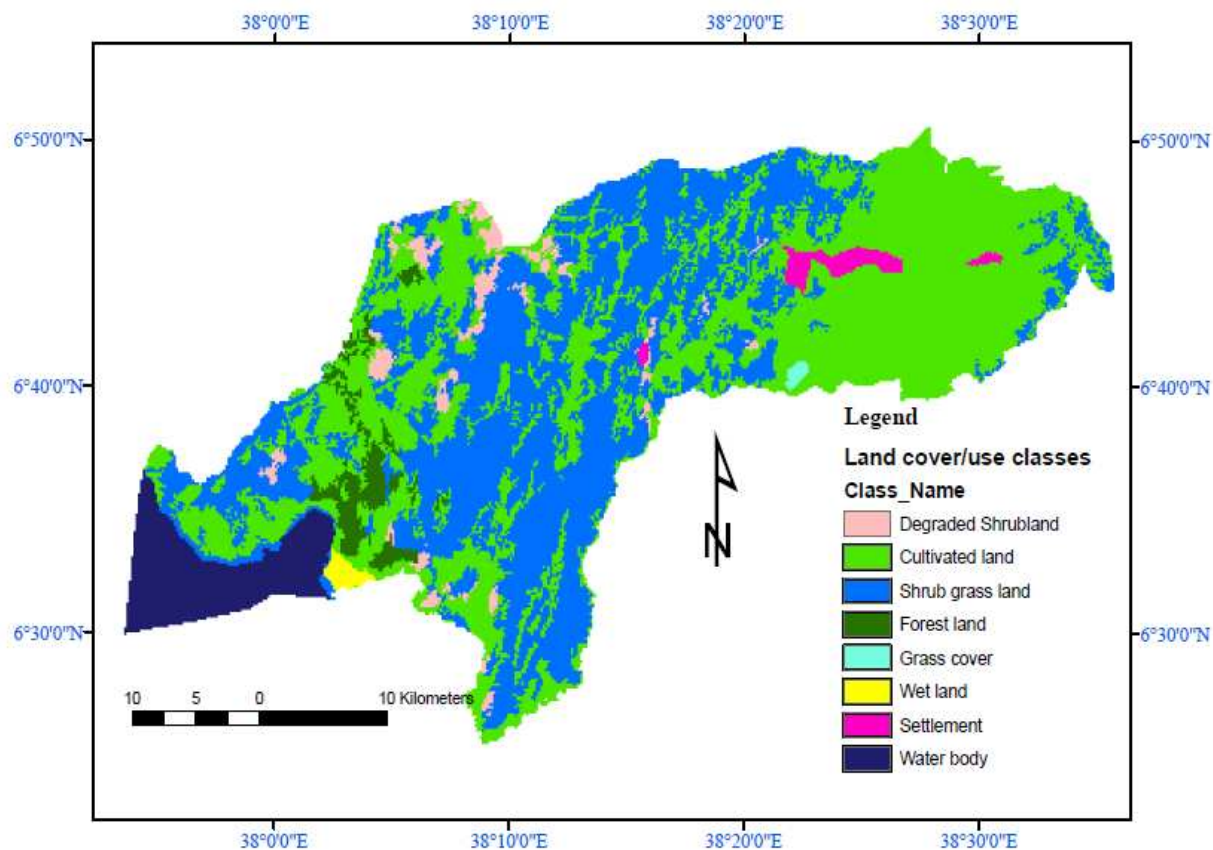 38°0'0"E 38°10'0"E 38°20'0"E 38°30'0"E
6°50'0"N 6°50'0"N
6°40'0"N 6°40'0"N
Legend
Land cover/use classes
Class_Name
Degraded Shrubland
Cultivated land
Shrub grass land
Forest land
Grass cover
Wet land
Settlement
Water body
N
6°30'0"N 6°30'0"N
10 5 0 10 Kilometers
38°0'0"E 38°10'0"E 38°20'0"E 38°30'0"E